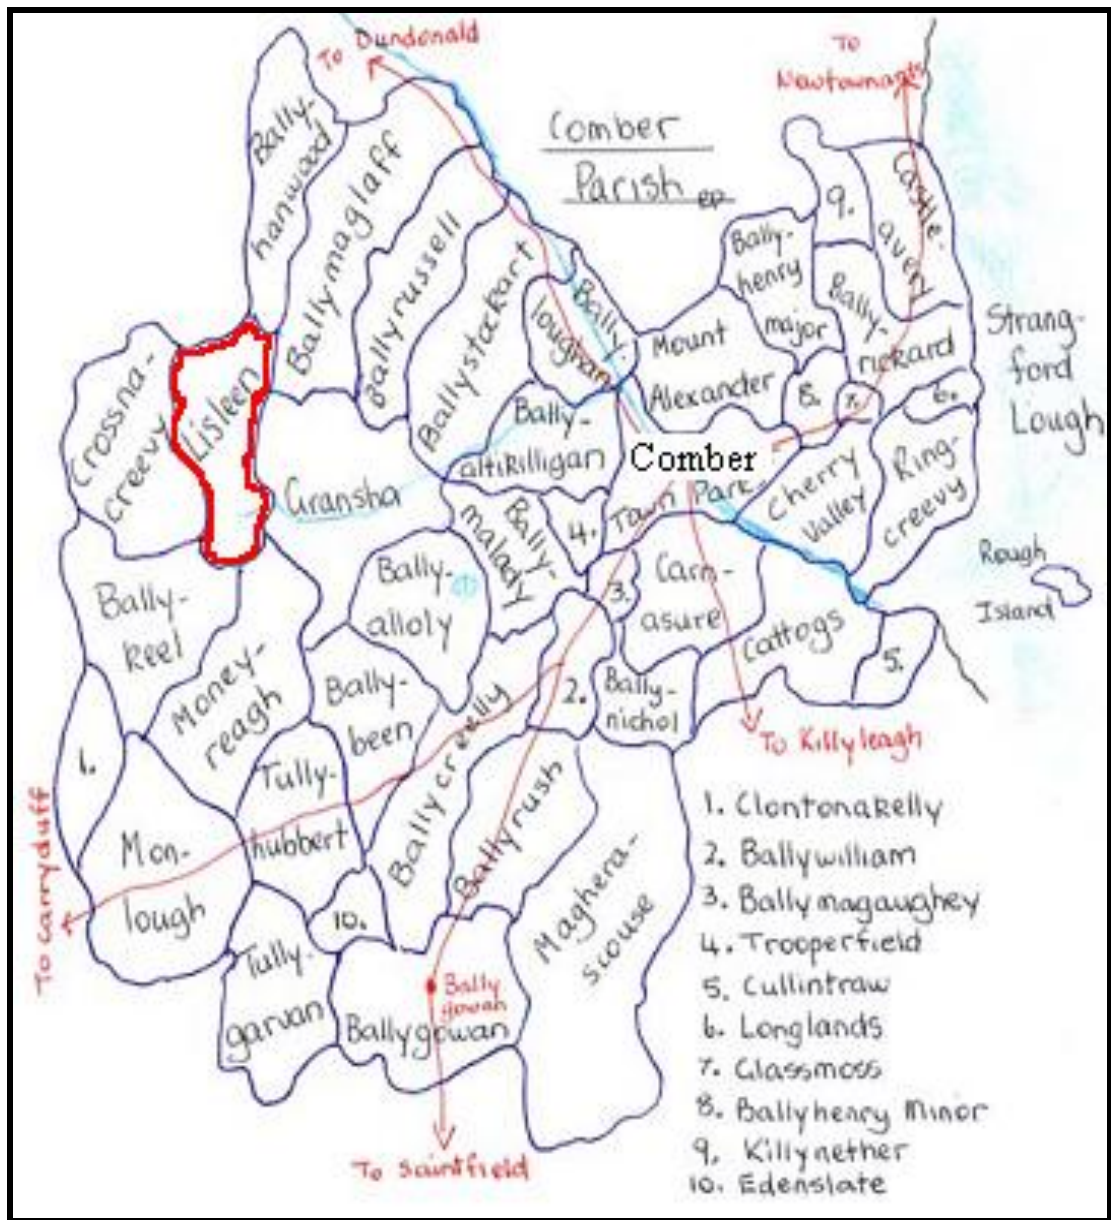 To Dundonald
To
Newtownards
Comber
Parish
Bally-
hanwood
Ballymaglaff
Ballyrussell
Ballystockart
Bally-
loughan
Bally-
henry
major
9.
Castle-
avery
Bally-
rickard
Mount
Alexander
8.
7.
6.
Strang-
ford
Lough
Crossna-
creevy
Lisleen
Gransha
Bally-
altikilligan
Comber
Town Park
Cherry
Valley
Ring-
creevy
Rough
Island
Bally-
malady
4.
3.
Carn-
asure
Cattogs
5.
Bally-
keel
Money-
reagh
Bally-
alloly
Bally-
been
2.
Bally-
nichol
To Killyleagh
1.
Mon-
lough
Tully-
hubbert
Ballycreelly
Ballyrush
Maghera-
scouse
10.
Tully-
garvan
Bally
gowan
Ballygowan
To Carryduff
To Saintfield
1. Clontonakelly
2. Ballywilliam
3. Ballymagaughey
4. Trooperfield
5. Cullintraw
6. Longlands
7. Glassmoss
8. Ballyhenry Minor
9. Killynether
10. Edenslate